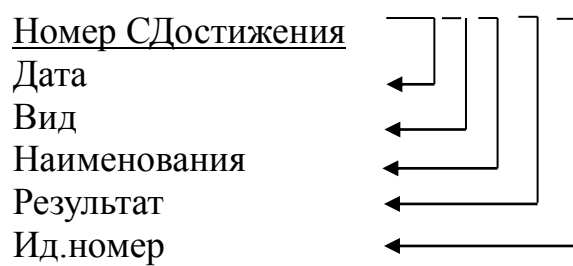 Номер СДостижения
Дата
Вид
Наименования
Результат
Ид.номер